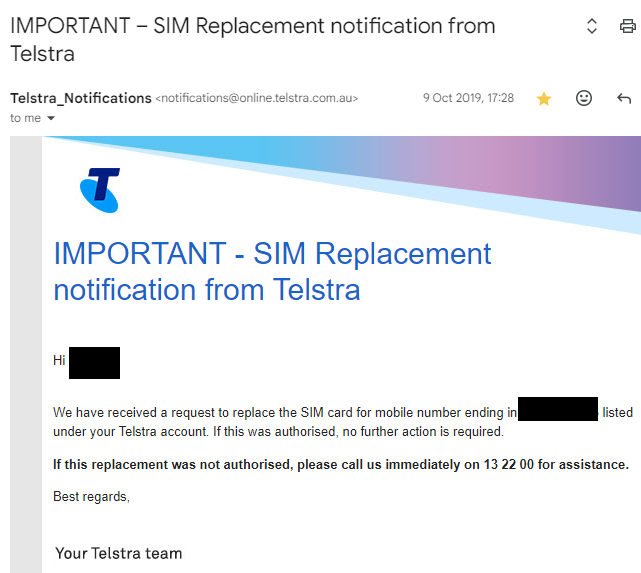 IMPORTANT – SIM Replacement notification from
Telstra
Telstra_Notifications <notifications@online.telstra.com.au>
9 Oct 2019, 17:28
to me
T
IMPORTANT - SIM Replacement
notification from Telstra
Hi
We have received a request to replace the SIM card for mobile number ending in listed
under your Telstra account. If this was authorised, no further action is required.
If this replacement was not authorised, please call us immediately on 13 22 00 for assistance.
Best regards,
Your Telstra team